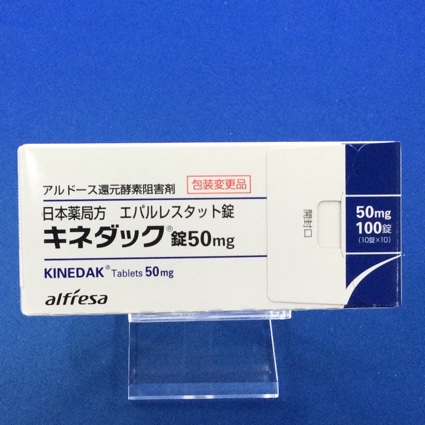 アルドース還元酵素阻害剤
包装変更品
日本薬局方 エパルレスタット錠
キネダック®錠50mg
KINEDAK® Tablets 50mg
alfresa
開封口
50mg
100錠
(10錠×10)